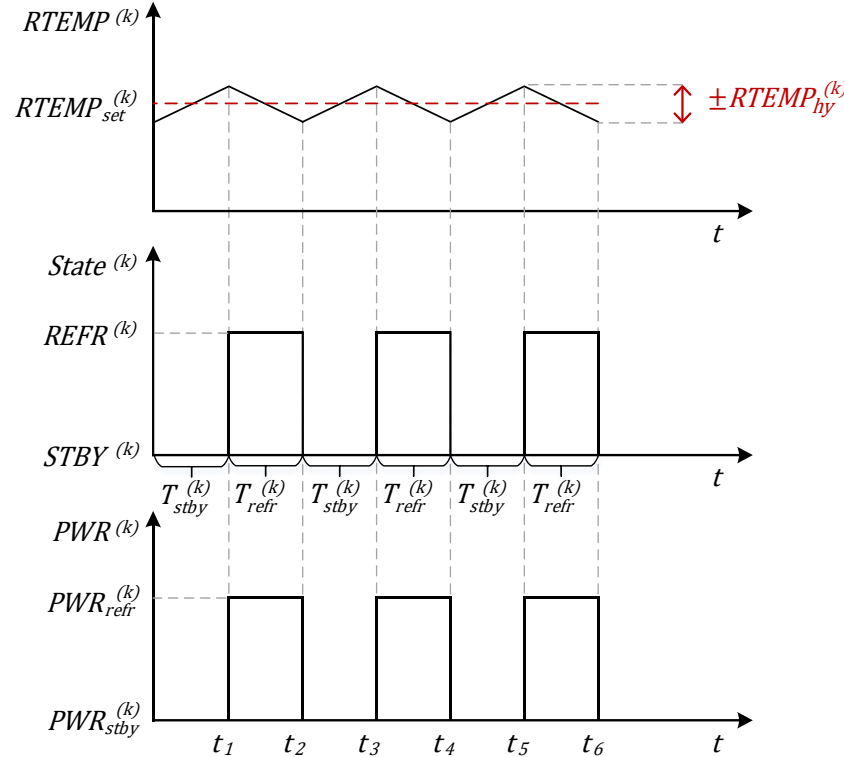 RTEMP (k)
RTEMP set (k)
± RTEMP hy (k)
t
State (k)
REFR (k)
STBY (k)
t
T stby (k) T refr (k) T stby (k) T refr (k) T stby (k) T refr (k)
PWR (k)
PWR refr (k)
PWR stby (k)
t1 t2 t3 t4 t5 t6 t